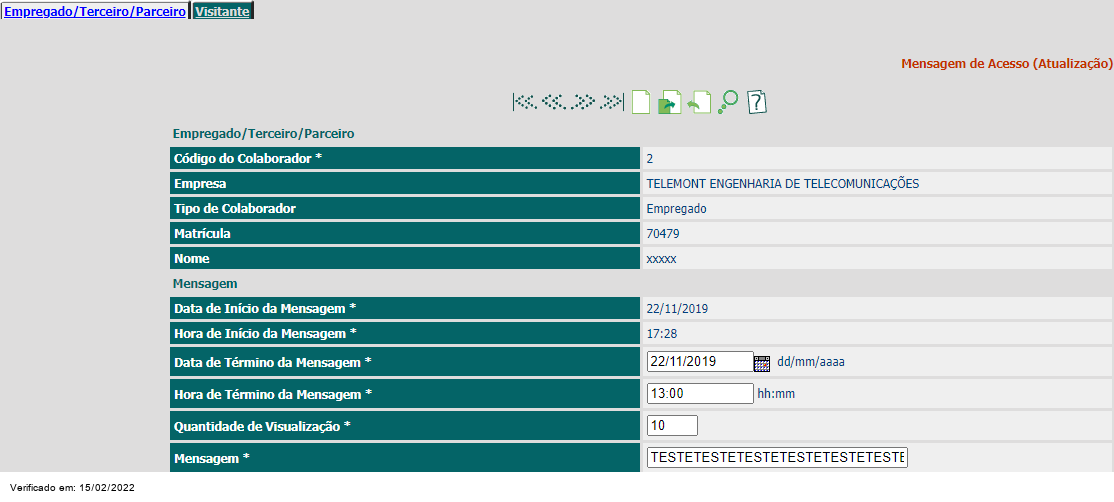 Empregado/Terceiro/Parceiro Visitante
Mensagem de Acesso (Atualização)
Empregado/Terceiro/Parceiro
Código do Colaborador * 2
Empresa TELEMONT ENGENHARIA DE TELECOMUNICAÇÕES
Tipo de Colaborador Empregado
Matrícula 70479
Nome xxxxx
Mensagem
Data de Início da Mensagem * 22/11/2019
Hora de Início da Mensagem * 17:28
Data de Término da Mensagem * 22/11/2019 dd/mm/aaaa
Hora de Término da Mensagem * 13:00 hh:mm
Quantidade de Visualização * 10
Mensagem * TESTETESTETESTETESTETESTETESTE
Verificado em: 15/02/2022